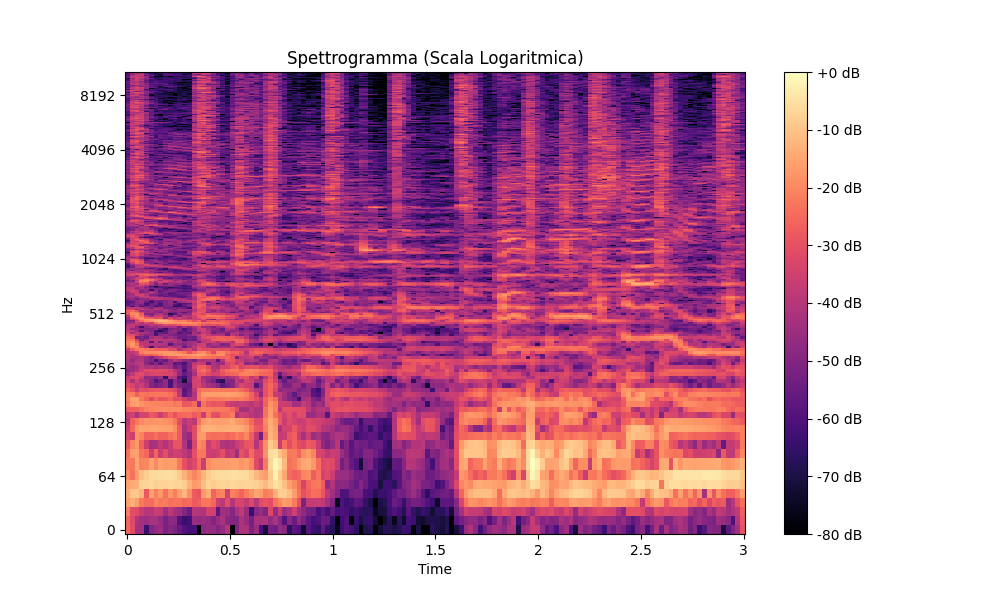 Spettrogramma (Scala Logaritmica)
Hz
8192
4096
2048
1024
512
256
128
64
0
0
0.5
1
1.5
2
2.5
3
Time
+0 dB
-10 dB
-20 dB
-30 dB
-40 dB
-50 dB
-60 dB
-70 dB
-80 dB